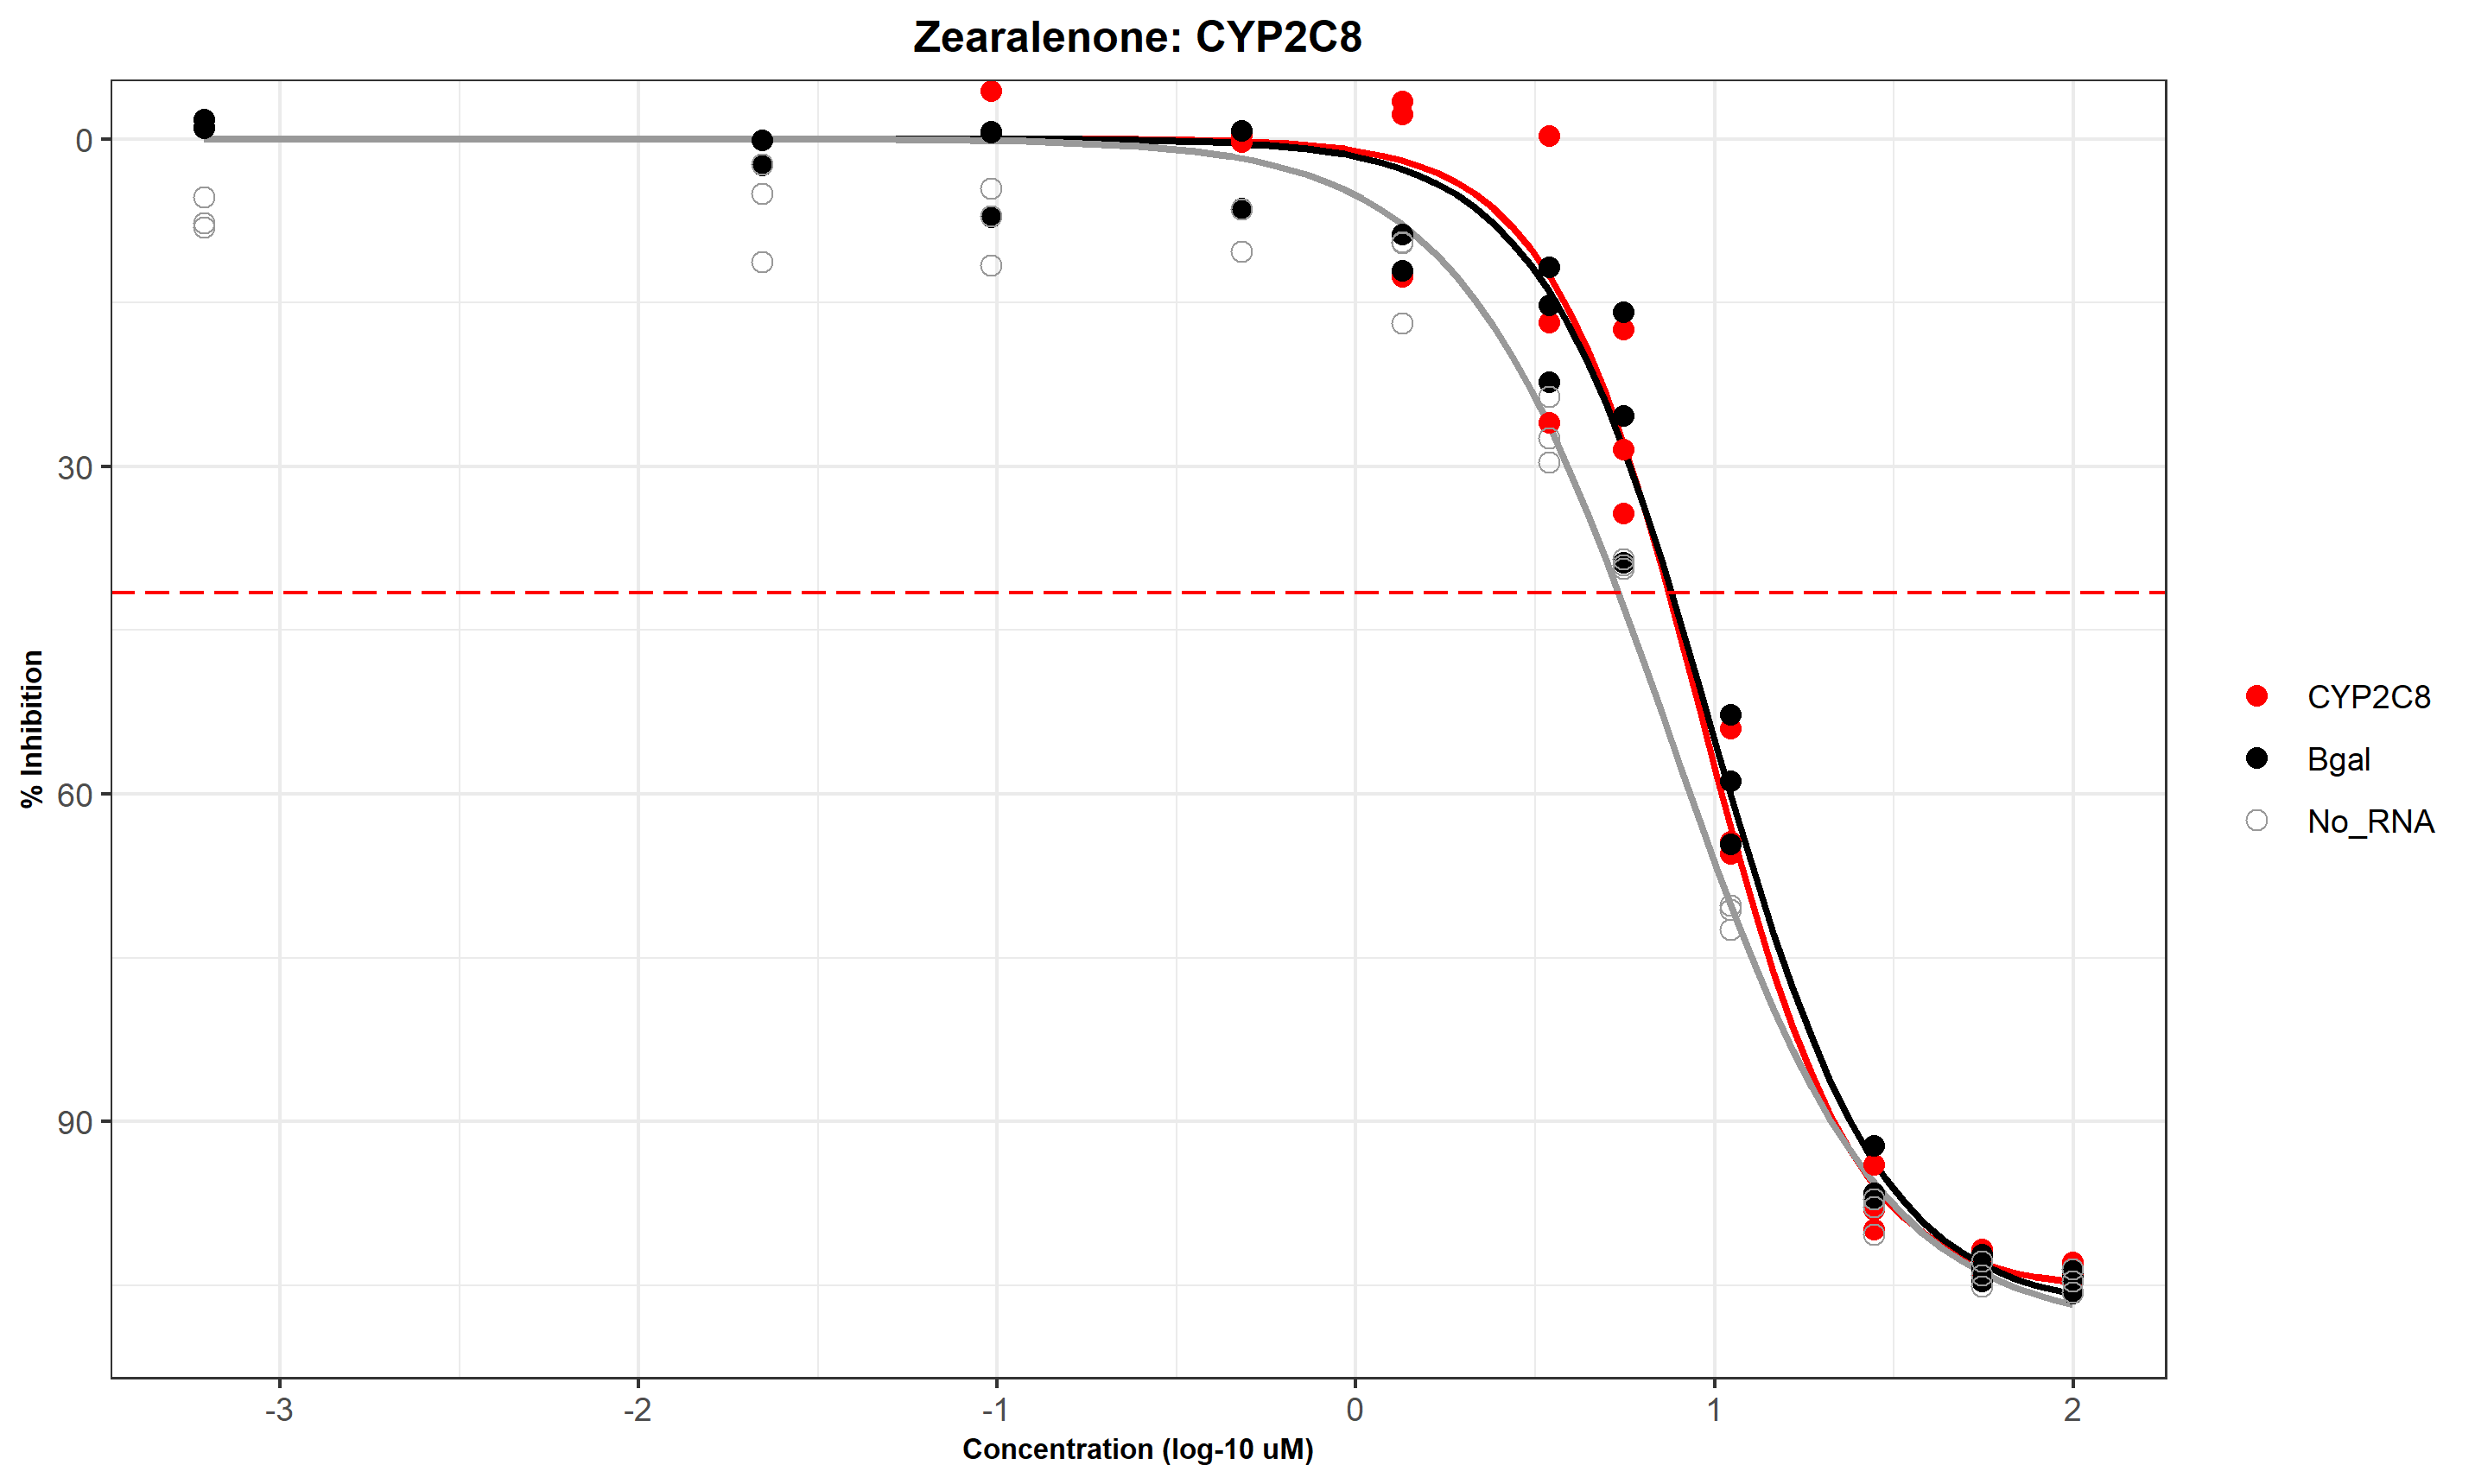 Zearalenone: CYP2C8
0
30
60
90
% Inhibition
-3
-2
-1
0
1
2
Concentration (log-10 uM)
CYP2C8
Bgal
No_RNA